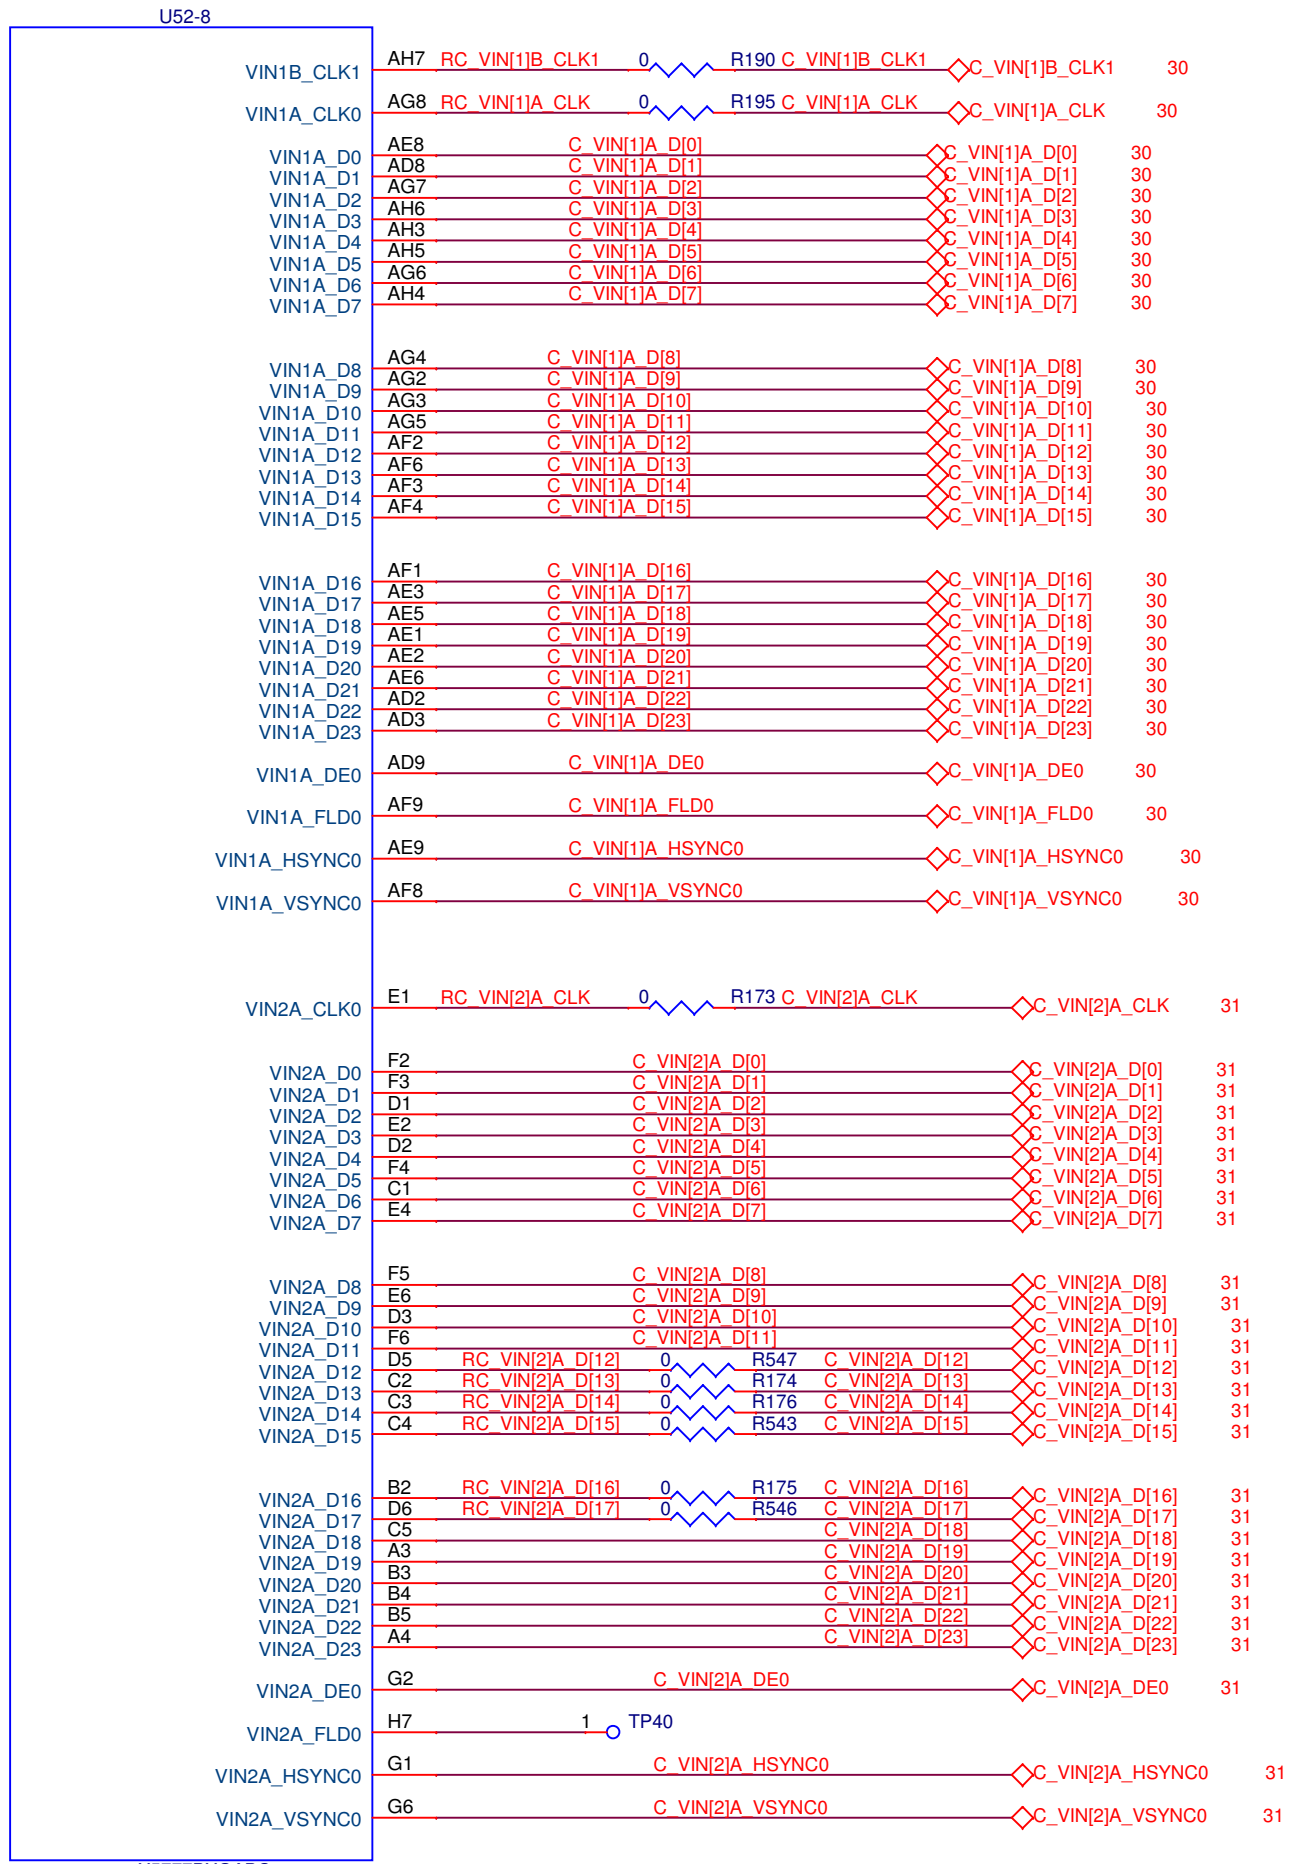 U52-8
VIN1B_CLK1 AH7 RC_VIN[1]B_CLK1 0 R190 C_VIN[1]B_CLK1 C_VIN[1]B_CLK1 30
VIN1A_CLK0 AG8 RC_VIN[1]A_CLK 0 R195 C_VIN[1]A_CLK C_VIN[1]A_CLK 30
VIN1A_D0 AE8 C_VIN[1]A_D[0] C_VIN[1]A_D[0] 30
VIN1A_D1 AD8 C_VIN[1]A_D[1] C_VIN[1]A_D[1] 30
VIN1A_D2 AG7 C_VIN[1]A_D[2] C_VIN[1]A_D[2] 30
VIN1A_D3 AH6 C_VIN[1]A_D[3] C_VIN[1]A_D[3] 30
VIN1A_D4 AH3 C_VIN[1]A_D[4] C_VIN[1]A_D[4] 30
VIN1A_D5 AH5 C_VIN[1]A_D[5] C_VIN[1]A_D[5] 30
VIN1A_D6 AG6 C_VIN[1]A_D[6] C_VIN[1]A_D[6] 30
VIN1A_D7 AH4 C_VIN[1]A_D[7] C_VIN[1]A_D[7] 30
VIN1A_D8 AG4 C_VIN[1]A_D[8] C_VIN[1]A_D[8] 30
VIN1A_D9 AG2 C_VIN[1]A_D[9] C_VIN[1]A_D[9] 30
VIN1A_D10 AG3 C_VIN[1]A_D[10] C_VIN[1]A_D[10] 30
VIN1A_D11 AG5 C_VIN[1]A_D[11] C_VIN[1]A_D[11] 30
VIN1A_D12 AF2 C_VIN[1]A_D[12] C_VIN[1]A_D[12] 30
VIN1A_D13 AF6 C_VIN[1]A_D[13] C_VIN[1]A_D[13] 30
VIN1A_D14 AF3 C_VIN[1]A_D[14] C_VIN[1]A_D[14] 30
VIN1A_D15 AF4 C_VIN[1]A_D[15] C_VIN[1]A_D[15] 30
VIN1A_D16 AF1 C_VIN[1]A_D[16] C_VIN[1]A_D[16] 30
VIN1A_D17 AE3 C_VIN[1]A_D[17] C_VIN[1]A_D[17] 30
VIN1A_D18 AE5 C_VIN[1]A_D[18] C_VIN[1]A_D[18] 30
VIN1A_D19 AE1 C_VIN[1]A_D[19] C_VIN[1]A_D[19] 30
VIN1A_D20 AE2 C_VIN[1]A_D[20] C_VIN[1]A_D[20] 30
VIN1A_D21 AE6 C_VIN[1]A_D[21] C_VIN[1]A_D[21] 30
VIN1A_D22 AD2 C_VIN[1]A_D[22] C_VIN[1]A_D[22] 30
VIN1A_D23 AD3 C_VIN[1]A_D[23] C_VIN[1]A_D[23] 30
VIN1A_DE0 AD9 C_VIN[1]A_DE0 C_VIN[1]A_DE0 30
VIN1A_FLD0 AF9 C_VIN[1]A_FLD0 C_VIN[1]A_FLD0 30
VIN1A_HSYNC0 AE9 C_VIN[1]A_HSYNC0 C_VIN[1]A_HSYNC0 30
VIN1A_VSYNC0 AF8 C_VIN[1]A_VSYNC0 C_VIN[1]A_VSYNC0 30
VIN2A_CLK0 E1 RC_VIN[2]A_CLK 0 R173 C_VIN[2]A_CLK C_VIN[2]A_CLK 31
VIN2A_D0 F2 C_VIN[2]A_D[0] C_VIN[2]A_D[0] 31
VIN2A_D1 F3 C_VIN[2]A_D[1] C_VIN[2]A_D[1] 31
VIN2A_D2 D1 C_VIN[2]A_D[2] C_VIN[2]A_D[2] 31
VIN2A_D3 E2 C_VIN[2]A_D[3] C_VIN[2]A_D[3] 31
VIN2A_D4 D2 C_VIN[2]A_D[4] C_VIN[2]A_D[4] 31
VIN2A_D5 F4 C_VIN[2]A_D[5] C_VIN[2]A_D[5] 31
VIN2A_D6 C1 C_VIN[2]A_D[6] C_VIN[2]A_D[6] 31
VIN2A_D7 E4 C_VIN[2]A_D[7] C_VIN[2]A_D[7] 31
VIN2A_D8 F5 C_VIN[2]A_D[8] C_VIN[2]A_D[8] 31
VIN2A_D9 E6 C_VIN[2]A_D[9] C_VIN[2]A_D[9] 31
VIN2A_D10 D3 C_VIN[2]A_D[10] C_VIN[2]A_D[10] 31
VIN2A_D11 F6 C_VIN[2]A_D[11] C_VIN[2]A_D[11] 31
VIN2A_D12 D5 RC_VIN[2]A_D[12] 0 R547 C_VIN[2]A_D[12] C_VIN[2]A_D[12] 31
VIN2A_D13 C2 RC_VIN[2]A_D[13] 0 R174 C_VIN[2]A_D[13] C_VIN[2]A_D[13] 31
VIN2A_D14 C3 RC_VIN[2]A_D[14] 0 R176 C_VIN[2]A_D[14] C_VIN[2]A_D[14] 31
VIN2A_D15 C4 RC_VIN[2]A_D[15] 0 R543 C_VIN[2]A_D[15] C_VIN[2]A_D[15] 31
VIN2A_D16 B2 RC_VIN[2]A_D[16] 0 R175 C_VIN[2]A_D[16] C_VIN[2]A_D[16] 31
VIN2A_D17 D6 RC_VIN[2]A_D[17] 0 R546 C_VIN[2]A_D[17] C_VIN[2]A_D[17] 31
VIN2A_D18 C5 C_VIN[2]A_D[18] C_VIN[2]A_D[18] 31
VIN2A_D19 A3 C_VIN[2]A_D[19] C_VIN[2]A_D[19] 31
VIN2A_D20 B3 C_VIN[2]A_D[20] C_VIN[2]A_D[20] 31
VIN2A_D21 B4 C_VIN[2]A_D[21] C_VIN[2]A_D[21] 31
VIN2A_D22 B5 C_VIN[2]A_D[22] C_VIN[2]A_D[22] 31
VIN2A_D23 A4 C_VIN[2]A_D[23] C_VIN[2]A_D[23] 31
VIN2A_DE0 G2 C_VIN[2]A_DE0 C_VIN[2]A_DE0 31
VIN2A_FLD0 H7 1 TP40
VIN2A_HSYNC0 G1 C_VIN[2]A_HSYNC0 C_VIN[2]A_HSYNC0 31
VIN2A_VSYNC0 G6 C_VIN[2]A_VSYNC0 C_VIN[2]A_VSYNC0 31